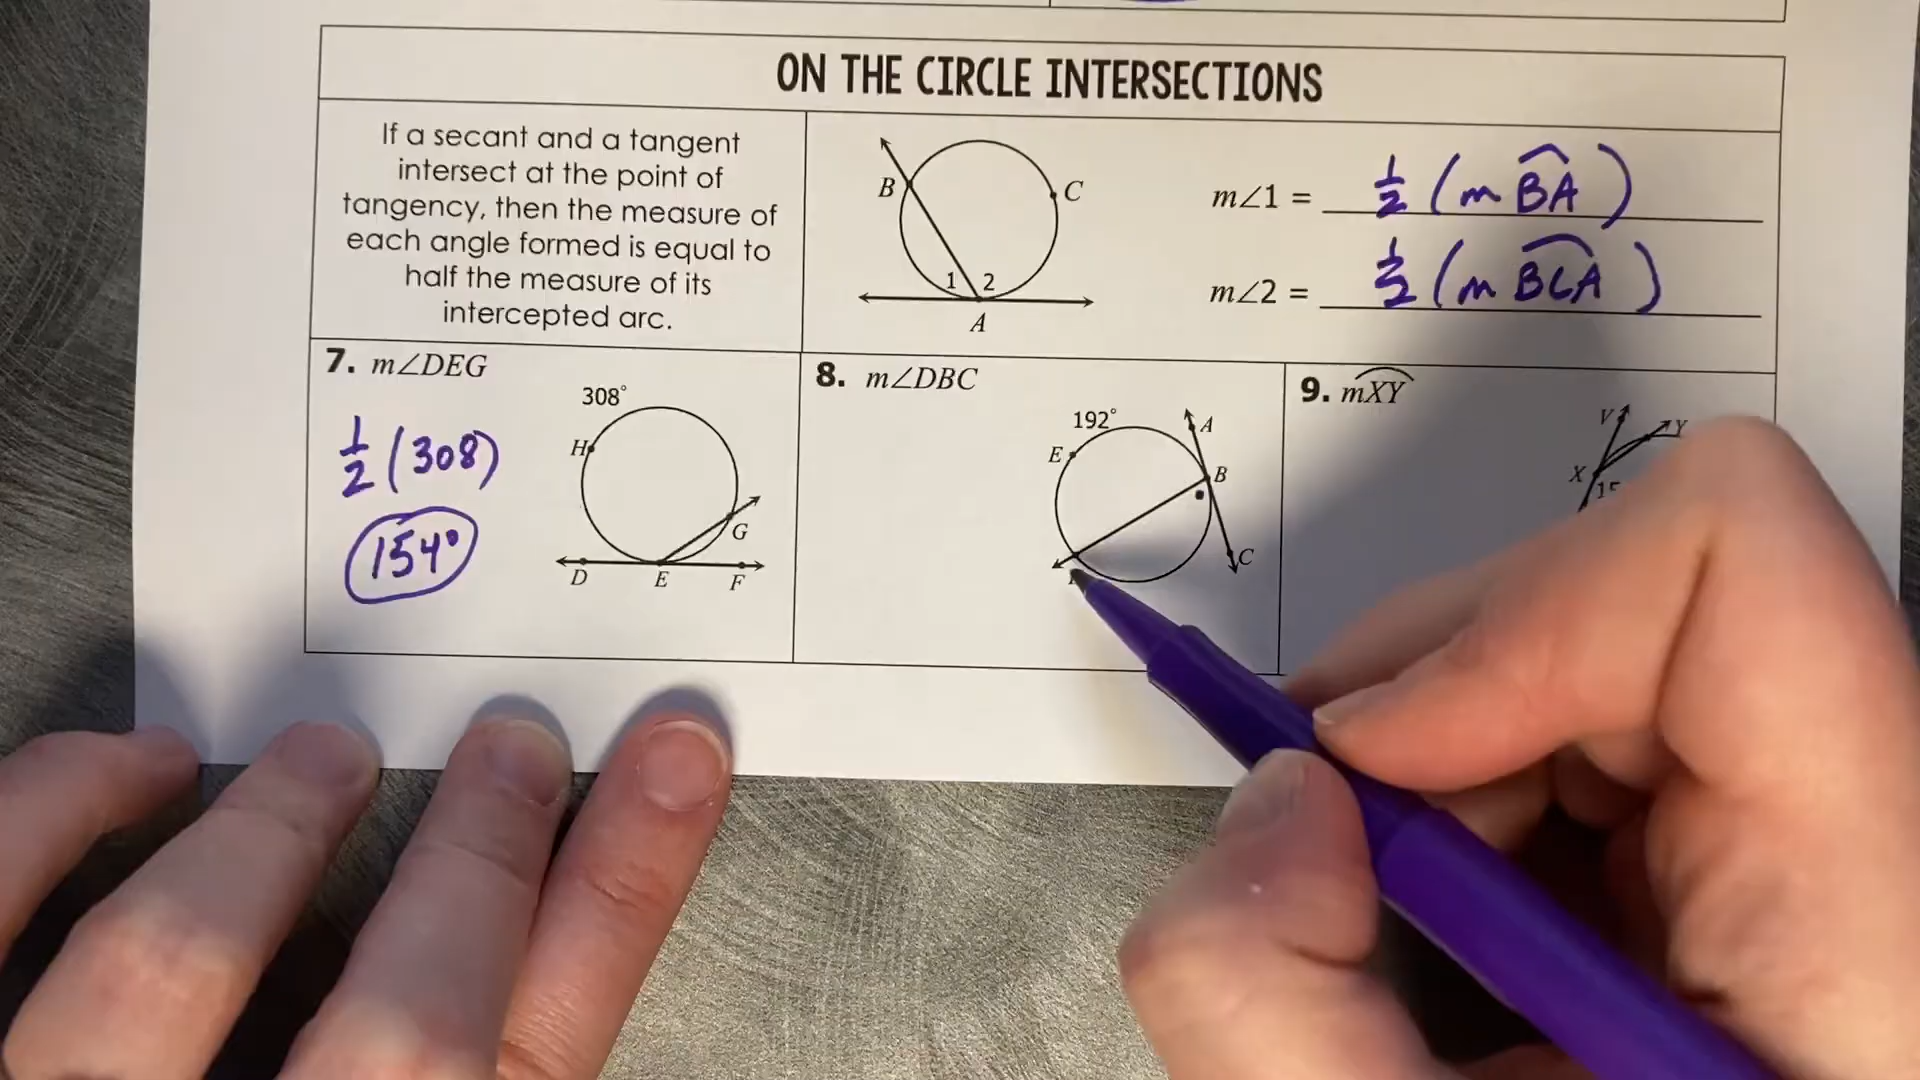 ON THE CIRCLE INTERSECTIONS
If a secant and a tangent
intersect at the point of
tangency, then the measure of
each angle formed is equal to
half the measure of its
intercepted arc.
B
C
1
2
A
m∠1 = ½ (m BA)
m∠2 = ½ (m BCA)
7. m∠DEG
308°
H
G
D
E
F
½ (308)
154°
8. m∠DBC
192°
A
E
B
C
9. mXY
V
Y
X